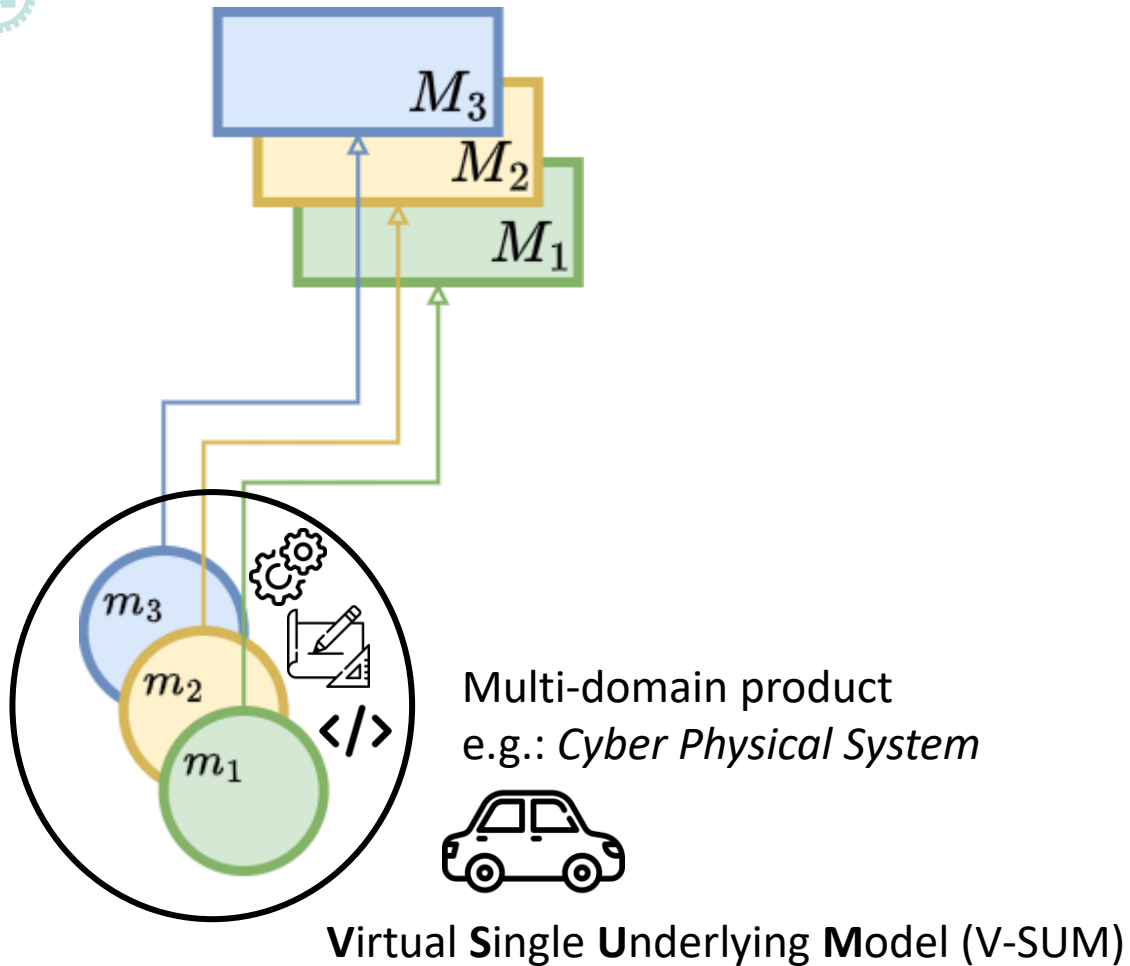 M3
M2
M1
m3
m2
m1
</>
Multi-domain product
e.g.: Cyber Physical System
Virtual Single Underlying Model (V-SUM)